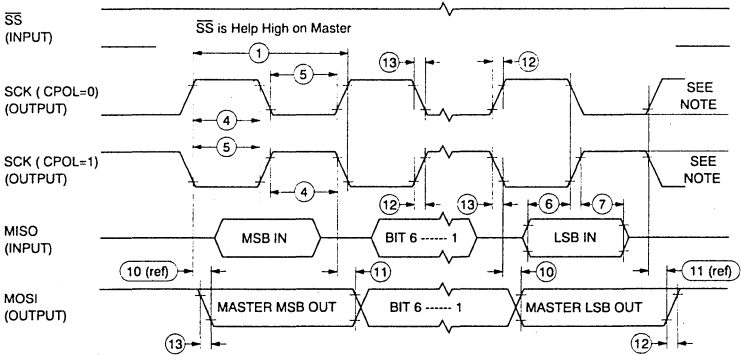 SS
(INPUT)
SS is Help High on Master
1
5
13
12
SCK ( CPOL=0)
(OUTPUT)
4
SEE
NOTE
5
SCK ( CPOL=1)
(OUTPUT)
4
SEE
NOTE
12
13
6
7
MISO
(INPUT)
MSB IN
BIT 6 ------ 1
LSB IN
10 (ref)
11
10
11 (ref)
MOSI
(OUTPUT)
MASTER MSB OUT
BIT 6 ------ 1
MASTER LSB OUT
13
12